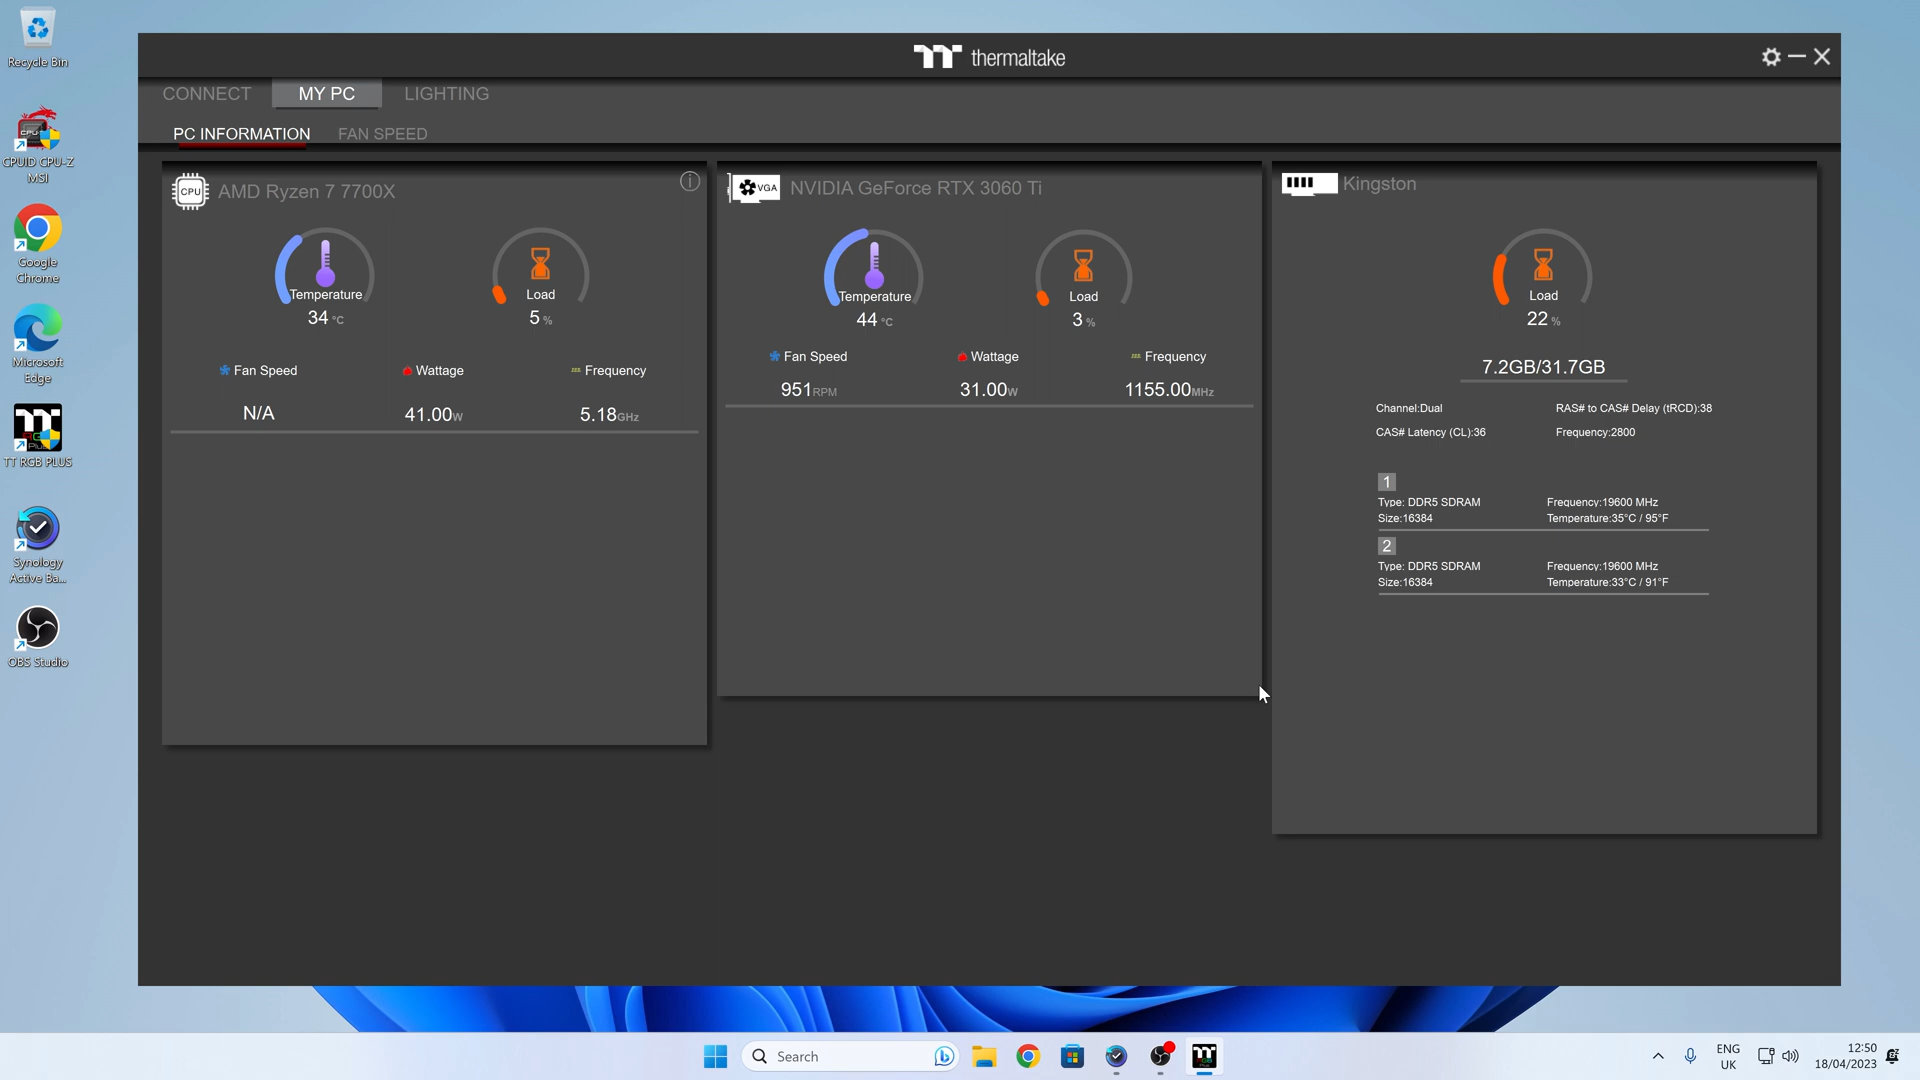 Recycle Bin
CPUID CPU-Z
MSI
Google
Chrome
Microsoft
Edge
TT RGB PLUS
Synology
Active Ba...
OBS Studio
thermaltake
CONNECT
MY PC
LIGHTING
PC INFORMATION
FAN SPEED
CPU
AMD Ryzen 7 7700X
Temperature
34 °C
Load
5 %
Fan Speed
Wattage
Frequency
N/A
41.00W
5.18GHz
VGA
NVIDIA GeForce RTX 3060 Ti
Temperature
44 °C
Load
3 %
Fan Speed
Wattage
Frequency
951RPM
31.00W
1155.00MHz
Kingston
Load
22 %
7.2GB/31.7GB
Channel:Dual
RAS# to CAS# Delay (tRCD):38
CAS# Latency (CL):36
Frequency:2800
1
Type: DDR5 SDRAM
Frequency:19600 MHz
Size:16384
Temperature:35°C / 95°F
2
Type: DDR5 SDRAM
Frequency:19600 MHz
Size:16384
Temperature:33°C / 91°F
Search
ENG
UK
12:50
18/04/2023